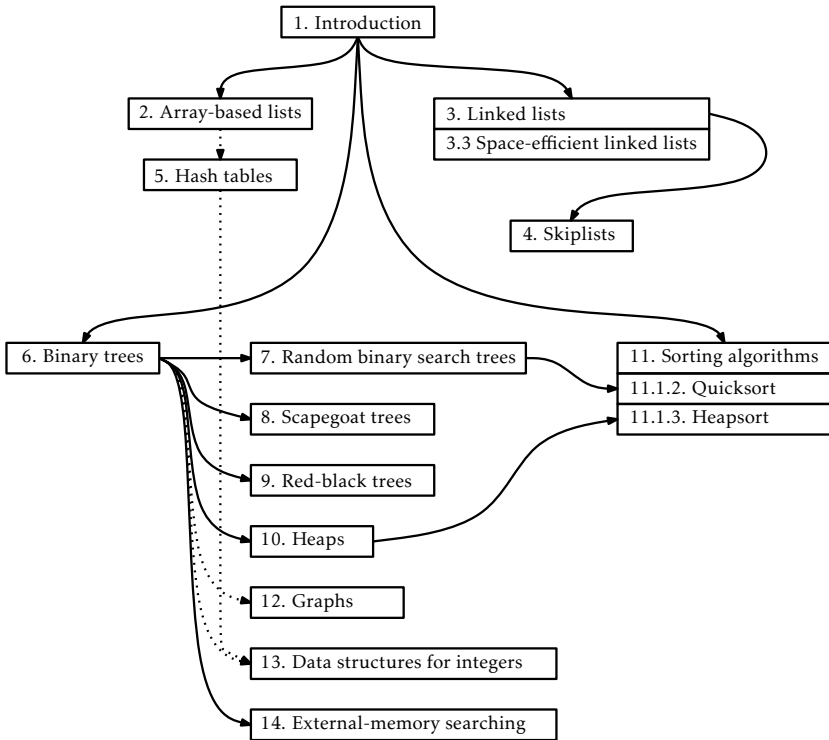 1. Introduction
2. Array-based lists
3. Linked lists
3.3 Space-efficient linked lists
5. Hash tables
4. Skiplists
6. Binary trees
7. Random binary search trees
11. Sorting algorithms
11.1.2. Quicksort
8. Scapegoat trees
11.1.3. Heapsort
9. Red-black trees
10. Heaps
12. Graphs
13. Data structures for integers
14. External-memory searching